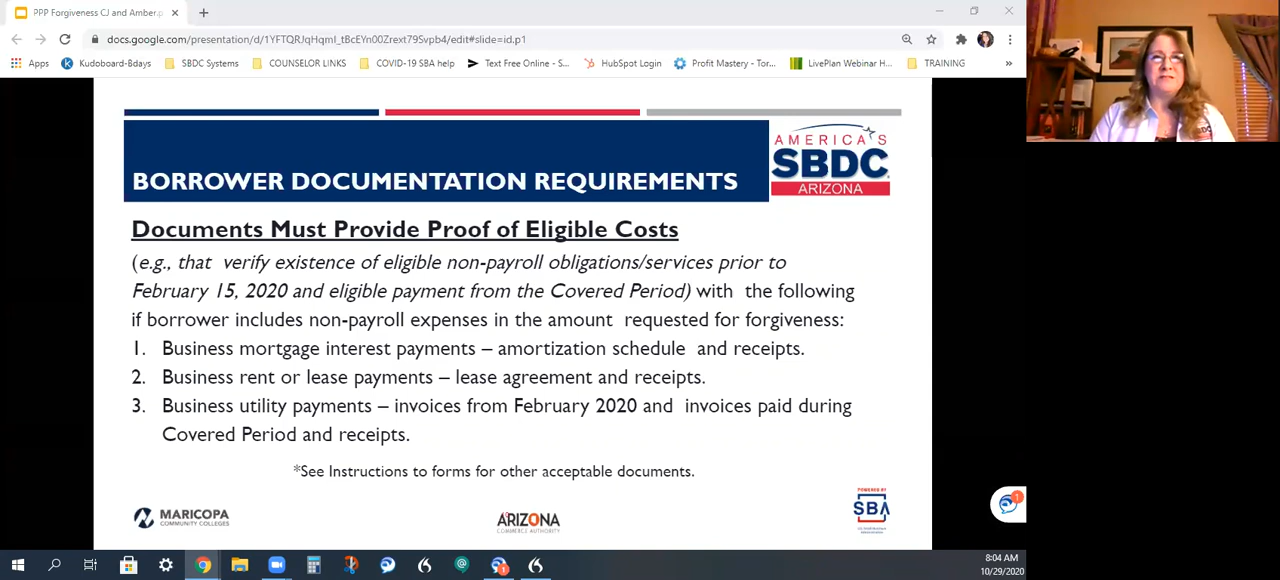 PPP Forgiveness CJ and Amber.p
docs.google.com/presentation/d/1YFTQRJqHqmI_tBcEYn00Zrext79Svpb4/edit#slide=id.p1
Apps Kudoboard-Bdays SBDC Systems COUNSELOR LINKS COVID-19 SBA help Text Free Online - S... HubSpot Login Profit Mastery - Tor... LivePlan Webinar H... TRAINING »
BORROWER DOCUMENTATION REQUIREMENTS
AMERICA'S
SBDC
ARIZONA
Documents Must Provide Proof of Eligible Costs
(e.g., that verify existence of eligible non-payroll obligations/services prior to
February 15, 2020 and eligible payment from the Covered Period) with the following
if borrower includes non-payroll expenses in the amount requested for forgiveness:
1. Business mortgage interest payments – amortization schedule and receipts.
2. Business rent or lease payments – lease agreement and receipts.
3. Business utility payments – invoices from February 2020 and invoices paid during
Covered Period and receipts.
*See Instructions to forms for other acceptable documents.
MARICOPA
COMMUNITY COLLEGES
ARIZONA
COMMERCE AUTHORITY
POWERED BY
SBA
1
8:04 AM
10/29/2020